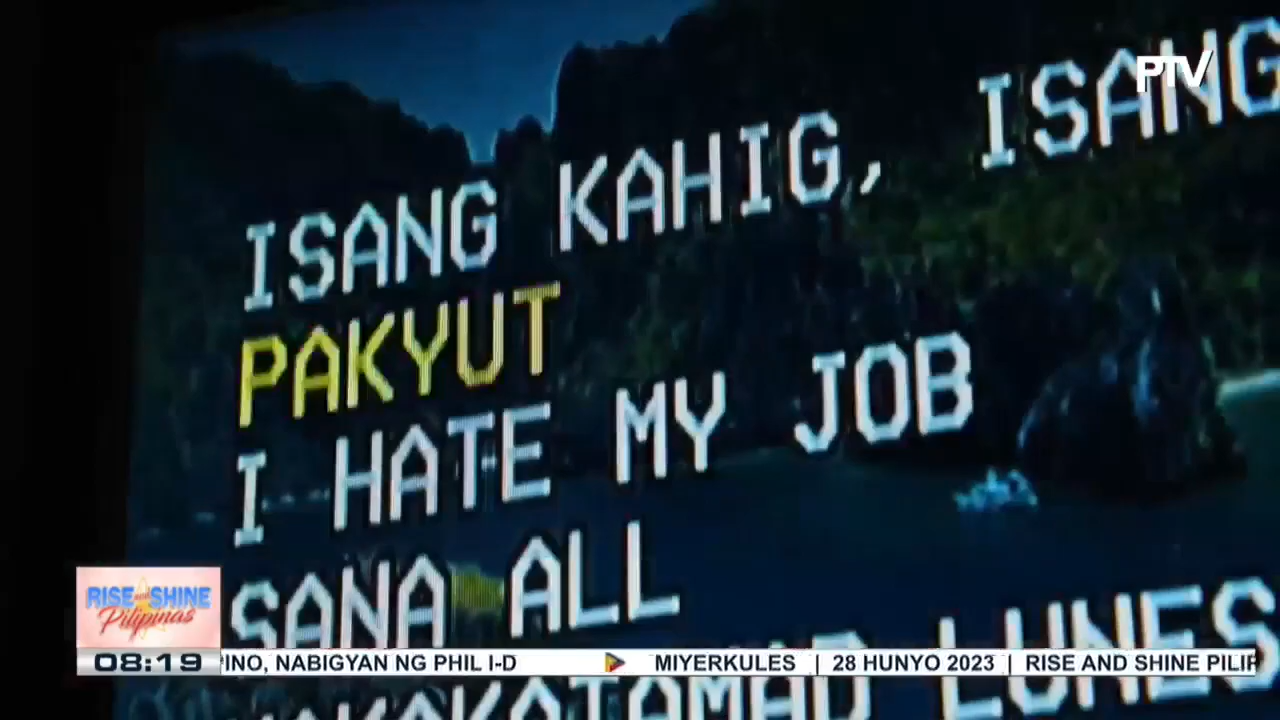 PTV
ISANG KAHIG, ISANG
PAKYUT
I HATE MY JOB
SANA ALL
LUNES
RISE and SHINE
Pilipinas
08:19
PINO, NABIGYAN NG PHIL I-D
MIYERKULES | 28 HUNYO 2023 | RISE AND SHINE PILIP